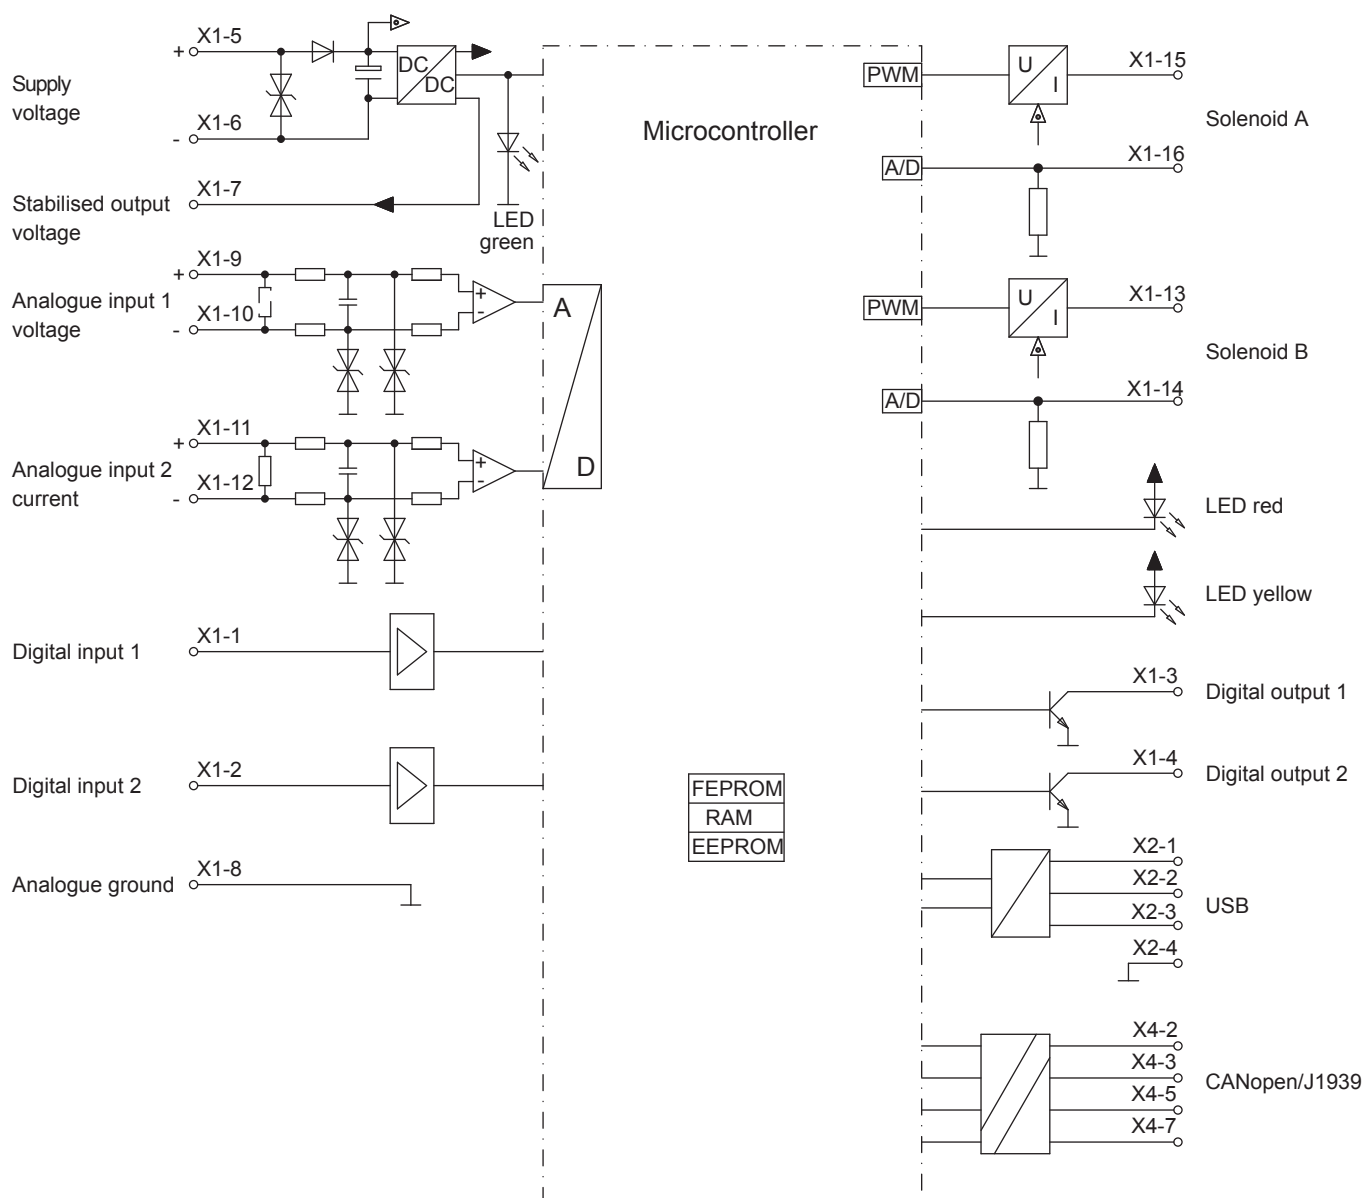 X1-5
+
Supply
voltage
DC
DC
X1-6
-
X1-7
Stabilised output
voltage
LED
green
X1-9
+
Analogue input 1
voltage
X1-10
-
+
-
A
D
X1-11
+
Analogue input 2
current
X1-12
-
+
-
Digital input 1
X1-1
Digital input 2
X1-2
Analogue ground
X1-8
Microcontroller
FEPROM
RAM
EEPROM
PWM
U
I
X1-15
Solenoid A
A/D
X1-16
PWM
U
I
X1-13
Solenoid B
A/D
X1-14
LED red
LED yellow
X1-3
Digital output 1
X1-4
Digital output 2
X2-1
X2-2
X2-3
USB
X2-4
X4-2
X4-3
CANopen/J1939
X4-5
X4-7